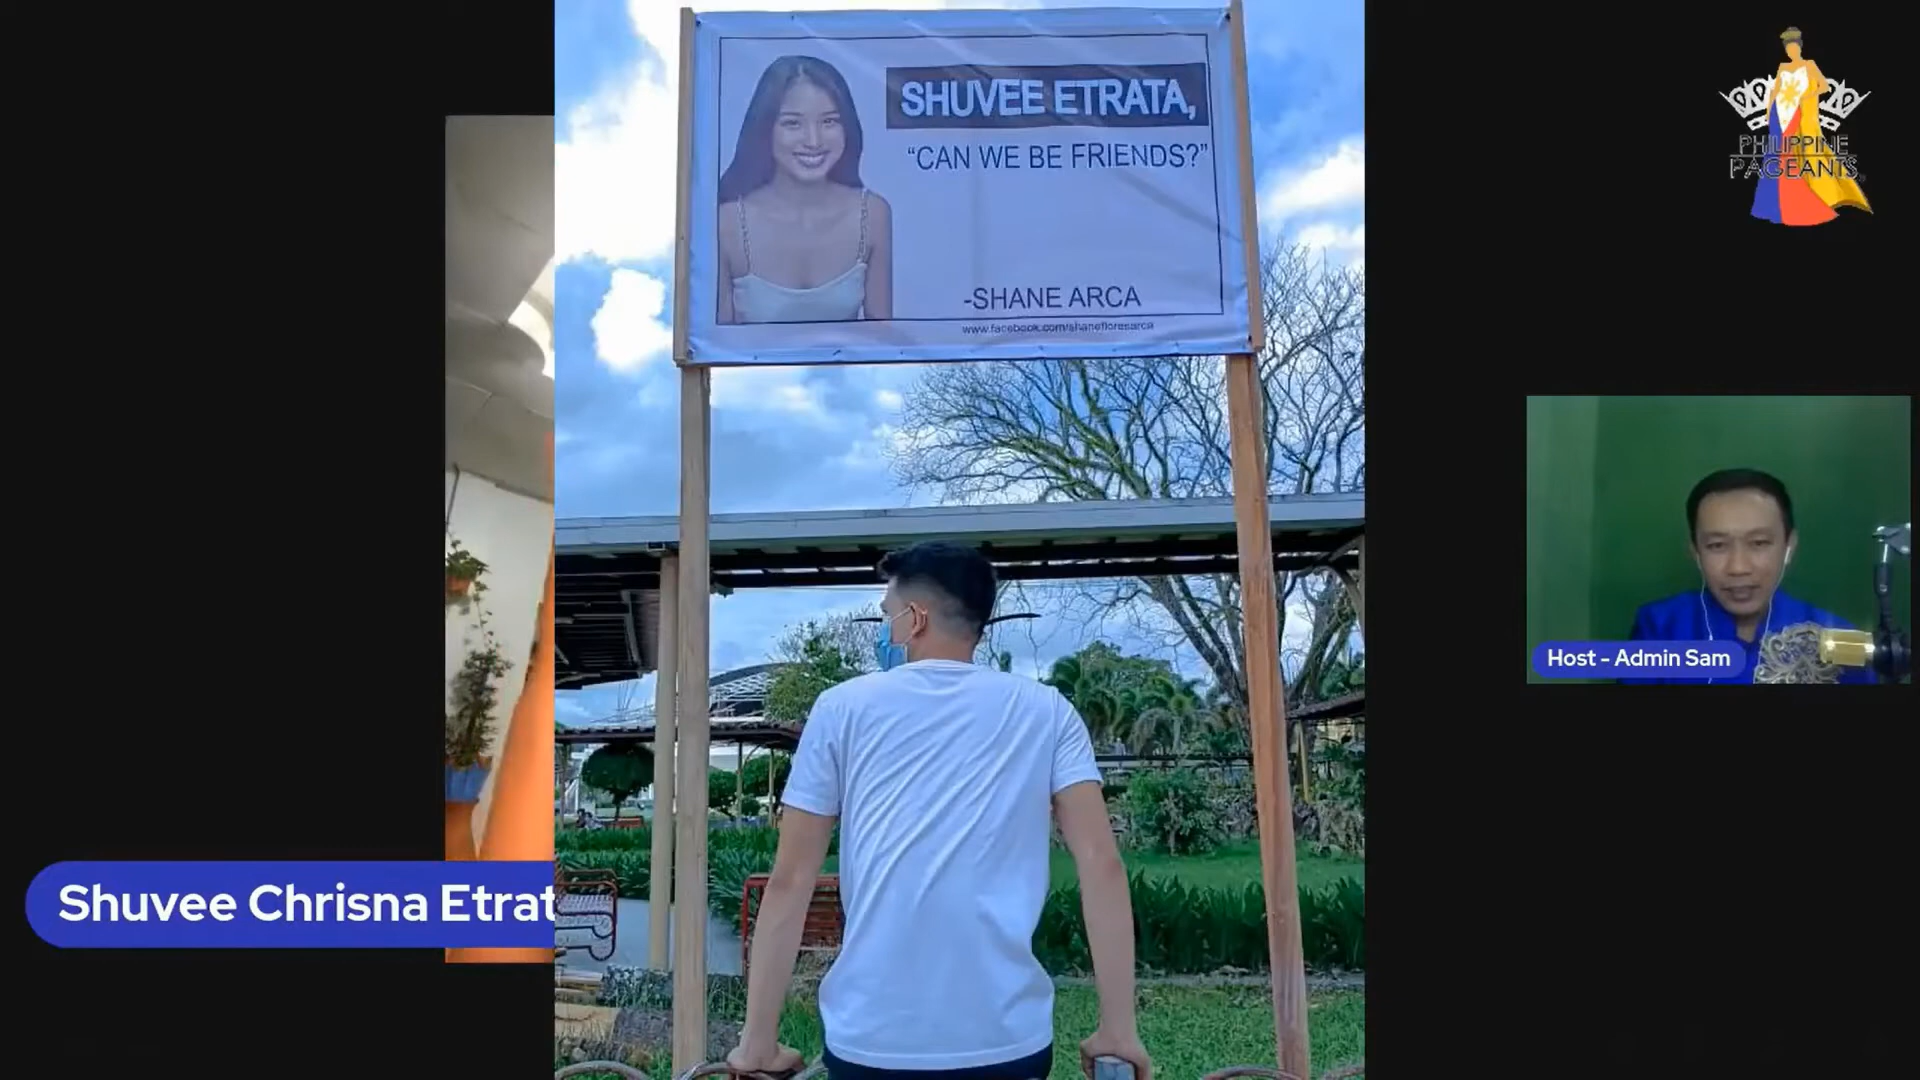 SHUVEE ETRATA,
“CAN WE BE FRIENDS?”
-SHANE ARCA
www.facebook.com/shanefloresarca
PHILIPPINE
PAGEANTS
Host - Admin Sam
Shuvee Chrisna Etrat